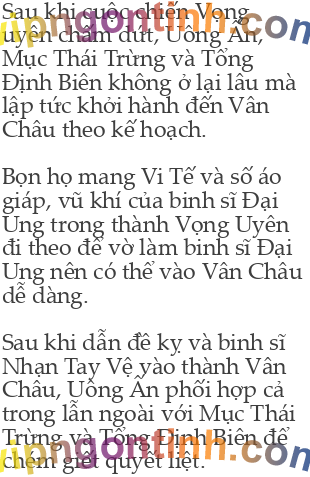 Sau khi cuộc chiến Vọng
uyên chấm dứt, Uông Ấn,
Mục Thái Trừng và Tổng
Định Biên không ở lại lâu mà
lập tức khởi hành đến Vân
Châu theo kế hoạch.
Bọn họ mang Vi Tế và số áo
giáp, vũ khí của binh sĩ Đại
Ung trong thành Vọng Uyên
đi theo để vờ làm binh sĩ Đại
Ung nên có thể vào Vân Châu
dễ dàng.
Sau khi dẫn đề kỵ và binh sĩ
Nhạn Tay Vệ vào thành Vân
Châu, Uông Ấn phối hợp cả
trong lẫn ngoài với Mục Thái
Trừng và Tổng Định Biên để
chém giết quyết liệt.
vipngontinh.com
vipngontinh.com